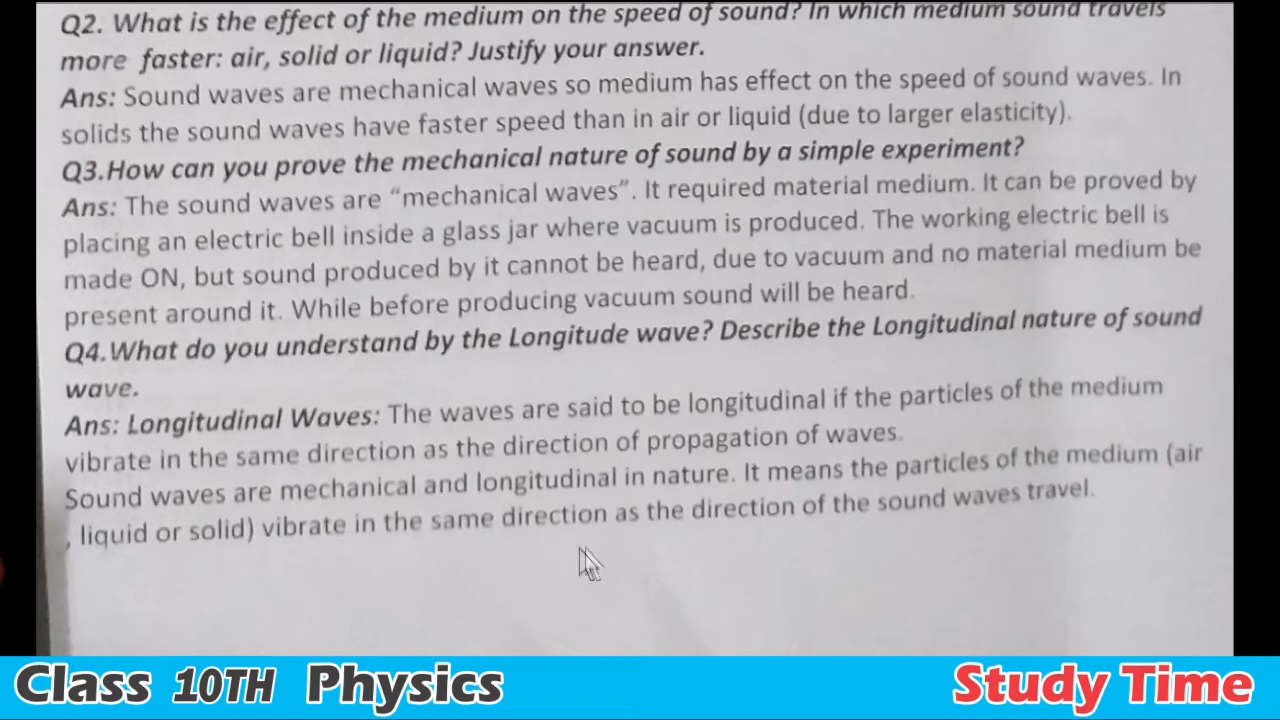 Q2. What is the effect of the medium on the speed of sound? In which medium sound travels
more faster: air, solid or liquid? Justify your answer.
Ans: Sound waves are mechanical waves so medium has effect on the speed of sound waves. In
solids the sound waves have faster speed than in air or liquid (due to larger elasticity).
Q3.How can you prove the mechanical nature of sound by a simple experiment?
Ans: The sound waves are “mechanical waves”. It required material medium. It can be proved by
placing an electric bell inside a glass jar where vacuum is produced. The working electric bell is
made ON, but sound produced by it cannot be heard, due to vacuum and no material medium be
present around it. While before producing vacuum sound will be heard.
Q4.What do you understand by the Longitude wave? Describe the Longitudinal nature of sound
wave.
Ans: Longitudinal Waves: The waves are said to be longitudinal if the particles of the medium
vibrate in the same direction as the direction of propagation of waves.
Sound waves are mechanical and longitudinal in nature. It means the particles of the medium (air
, liquid or solid) vibrate in the same direction as the direction of the sound waves travel.
Class 10TH Physics
Study Time